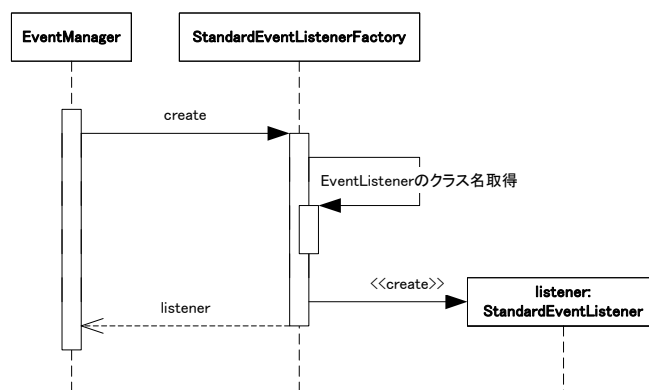 EventManager
StandardEventListenerFactory
create
EventListenerのクラス名取得
<<create>>
listener:
StandardEventListener
listener